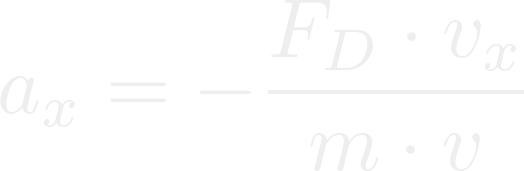 a_x = -\frac{F_D \cdot v_x}{m \cdot v}